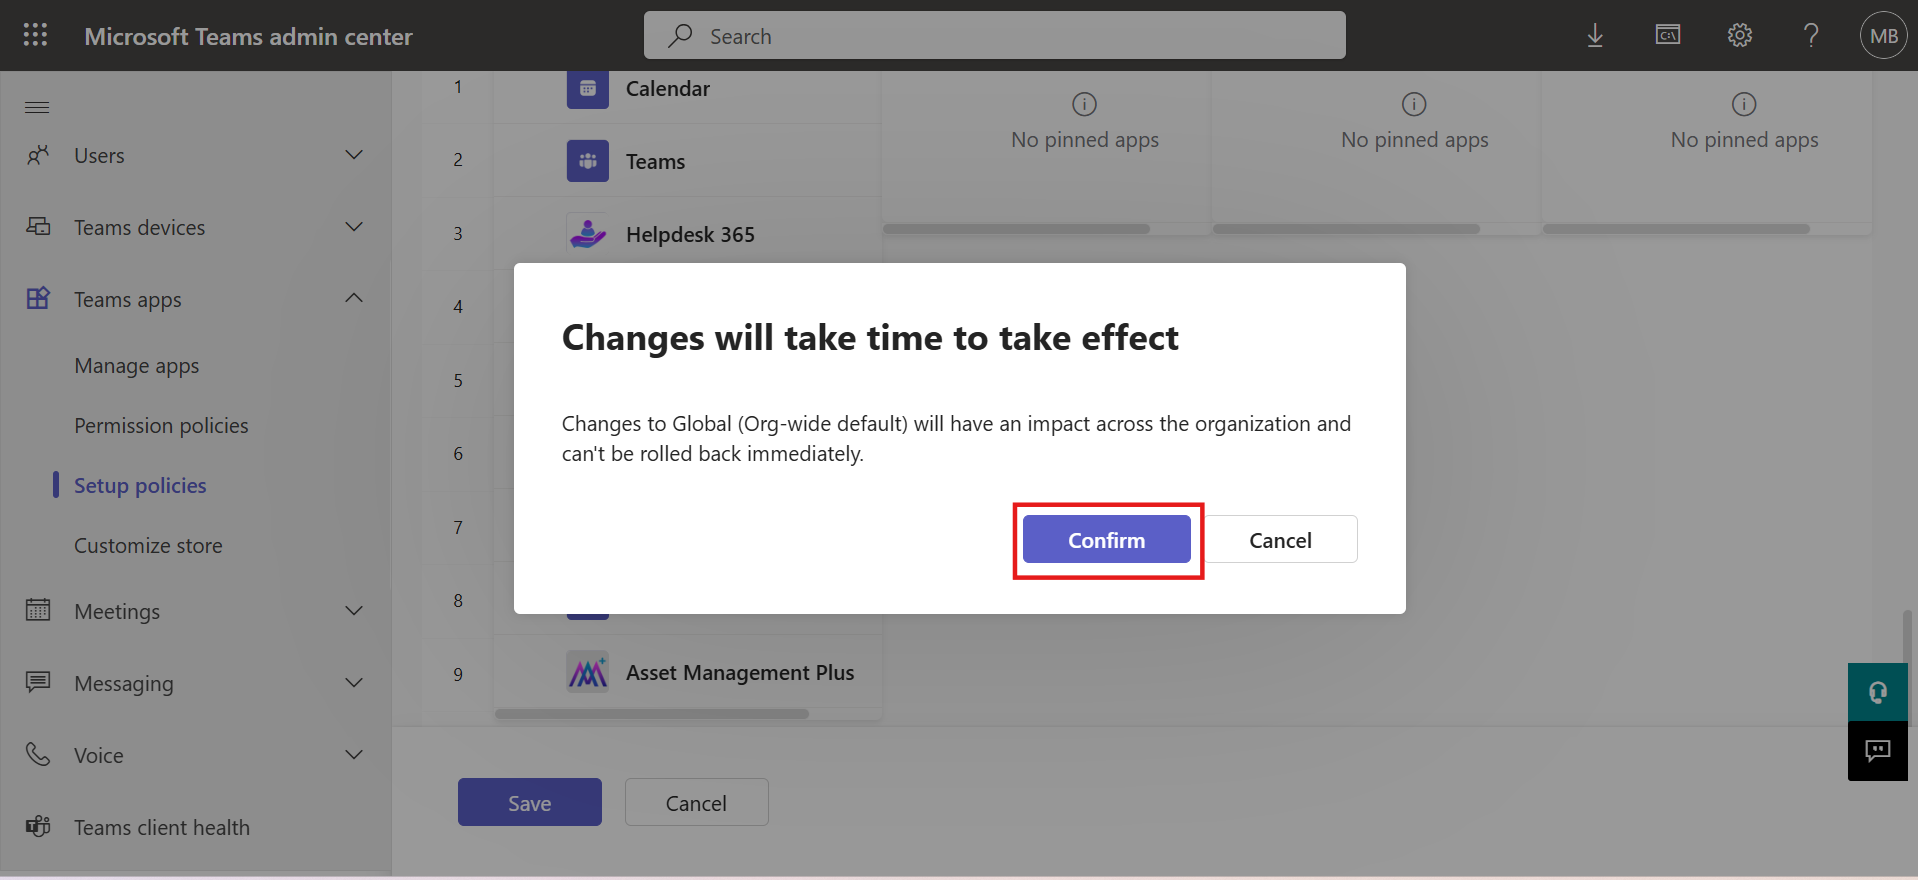 Microsoft Teams admin center
Search
MB
Users
Teams devices
Teams apps
Manage apps
Permission policies
Setup policies
Customize store
Meetings
Messaging
Voice
Teams client health
1
Calendar
2
Teams
3
Helpdesk 365
4
5
6
7
8
9
Asset Management Plus
No pinned apps
No pinned apps
No pinned apps
Changes will take time to take effect
Changes to Global (Org-wide default) will have an impact across the organization and
can't be rolled back immediately.
Confirm
Cancel
Save
Cancel